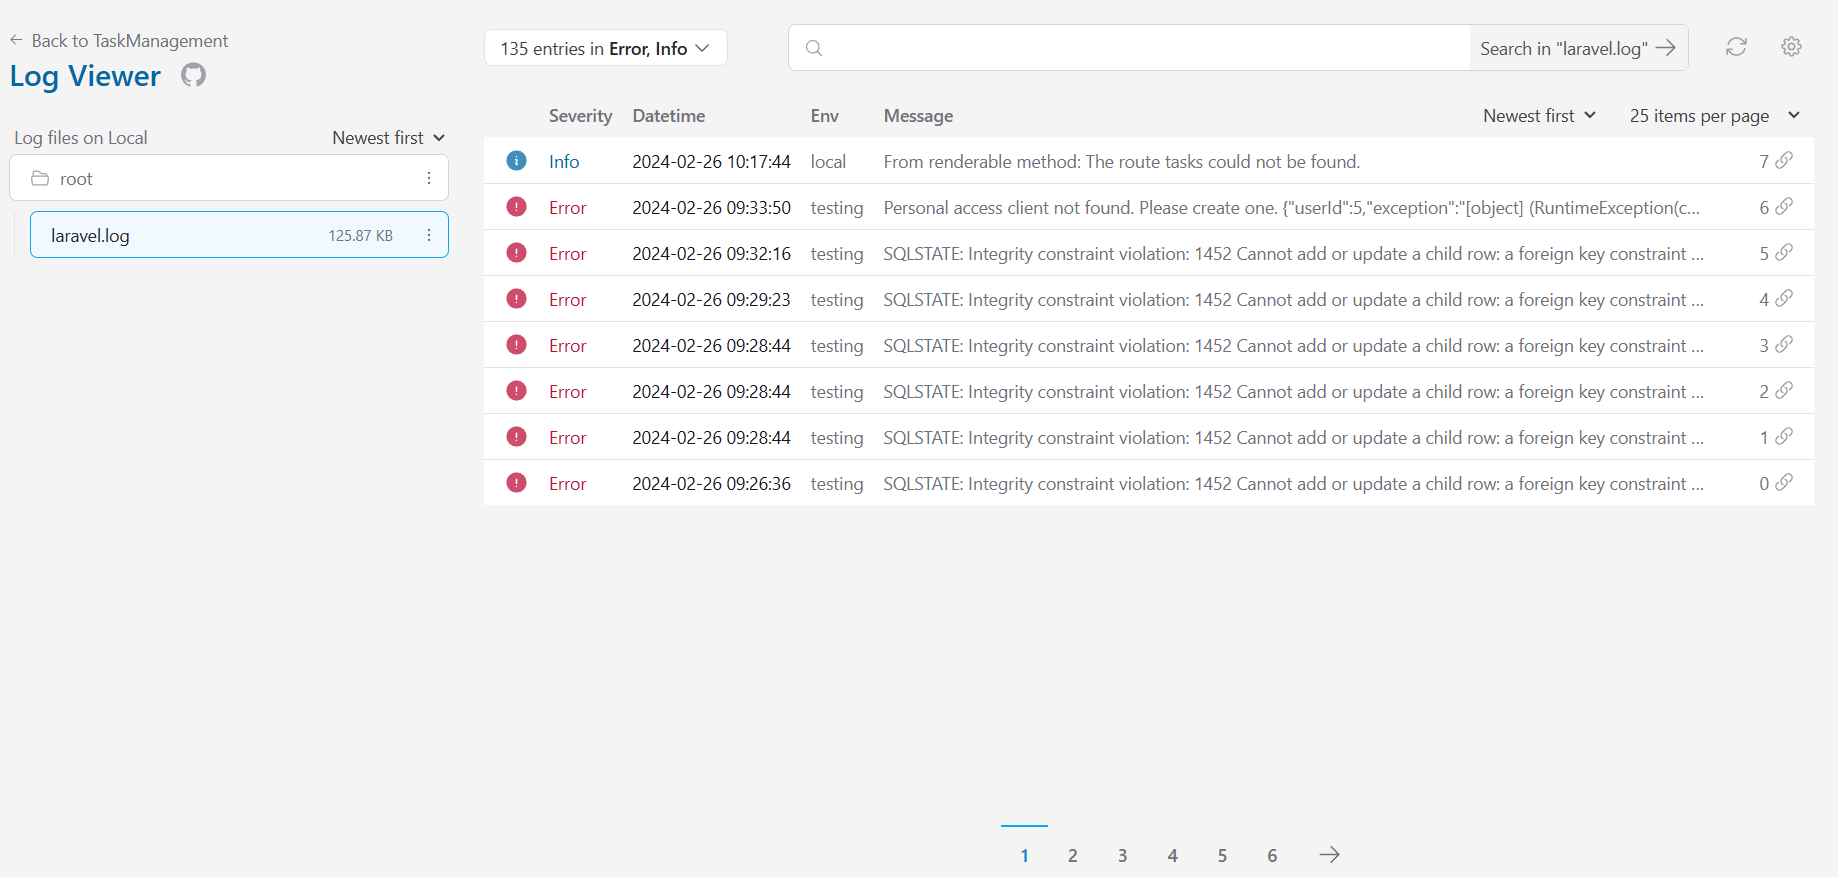 Back to TaskManagement
Log Viewer
Log files on Local
Newest first
root
laravel.log
125.87 KB
135 entries in Error, Info
Search in "laravel.log"
Severity Datetime Env Message Newest first 25 items per page
Info 2024-02-26 10:17:44 local From renderable method: The route tasks could not be found. 7
Error 2024-02-26 09:33:50 testing Personal access client not found. Please create one. {"userId":5,"exception":"[object] (RuntimeException(c... 6
Error 2024-02-26 09:32:16 testing SQLSTATE: Integrity constraint violation: 1452 Cannot add or update a child row: a foreign key constraint ... 5
Error 2024-02-26 09:29:23 testing SQLSTATE: Integrity constraint violation: 1452 Cannot add or update a child row: a foreign key constraint ... 4
Error 2024-02-26 09:28:44 testing SQLSTATE: Integrity constraint violation: 1452 Cannot add or update a child row: a foreign key constraint ... 3
Error 2024-02-26 09:28:44 testing SQLSTATE: Integrity constraint violation: 1452 Cannot add or update a child row: a foreign key constraint ... 2
Error 2024-02-26 09:28:44 testing SQLSTATE: Integrity constraint violation: 1452 Cannot add or update a child row: a foreign key constraint ... 1
Error 2024-02-26 09:26:36 testing SQLSTATE: Integrity constraint violation: 1452 Cannot add or update a child row: a foreign key constraint ... 0
1 2 3 4 5 6